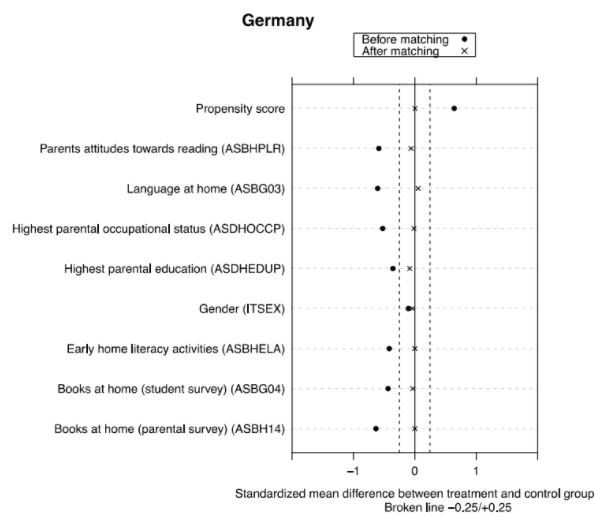 Germany
Before matching
After matching
Propensity score
Parents attitudes towards reading (ASBHPLR)
Language at home (ASBG03)
Highest parental occupational status (ASDHOCCP)
Highest parental education (ASDHEDUP)
Gender (ITSEX)
Early home literacy activities (ASBHELA)
Books at home (student survey) (ASBG04)
Books at home (parental survey) (ASBH14)
−1 0 1
Standardized mean difference between treatment and control group
Broken line −0.25/+0.25